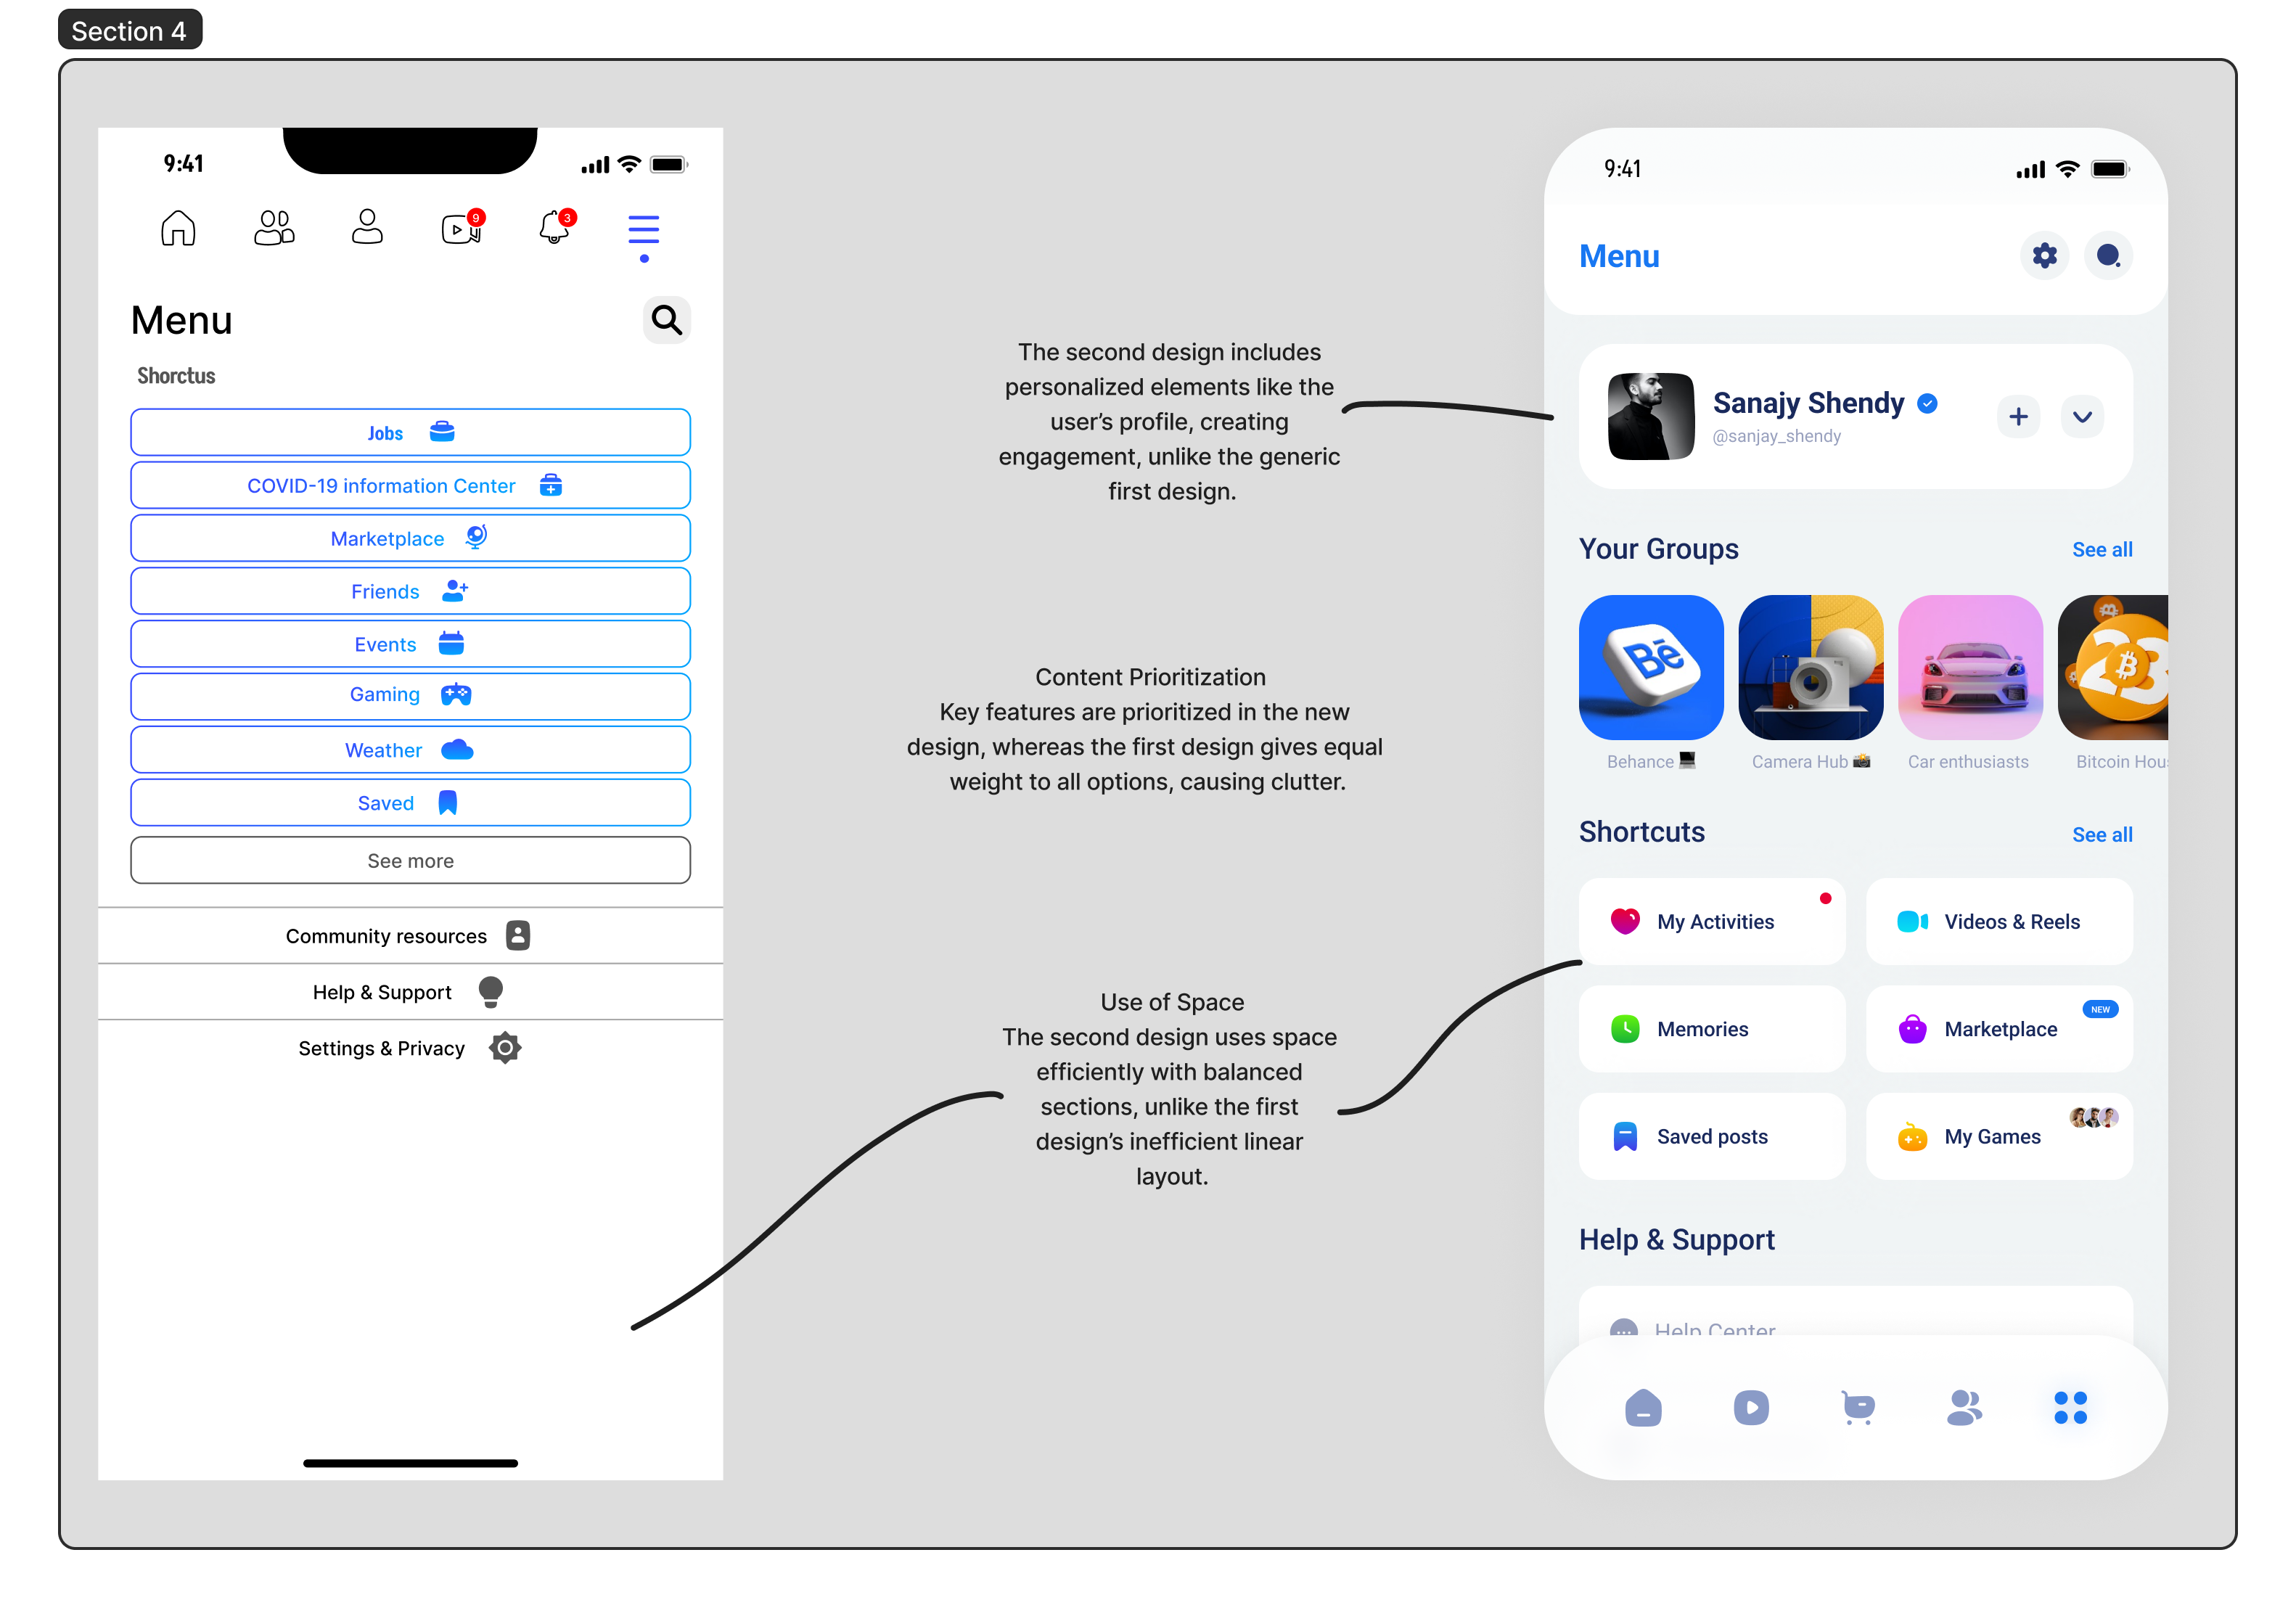 Section 4
9:41
9
3
Menu
Shorctus
Jobs
COVID-19 information Center
Marketplace
Friends
Events
Gaming
Weather
Saved
See more
Community resources
Help & Support
Settings & Privacy
The second design includes
personalized elements like the
user’s profile, creating
engagement, unlike the generic
first design.
Content Prioritization
Key features are prioritized in the new
design, whereas the first design gives equal
weight to all options, causing clutter.
Use of Space
The second design uses space
efficiently with balanced
sections, unlike the first
design’s inefficient linear
layout.
9:41
Menu
Sanajy Shendy
@sanjay_shendy
Your Groups
See all
Bē
23
Behance 💻
Camera Hub 📸
Car enthusiasts
Bitcoin Hou
Shortcuts
See all
My Activities
Videos & Reels
Memories
Marketplace
NEW
Saved posts
My Games
Help & Support
Help Center